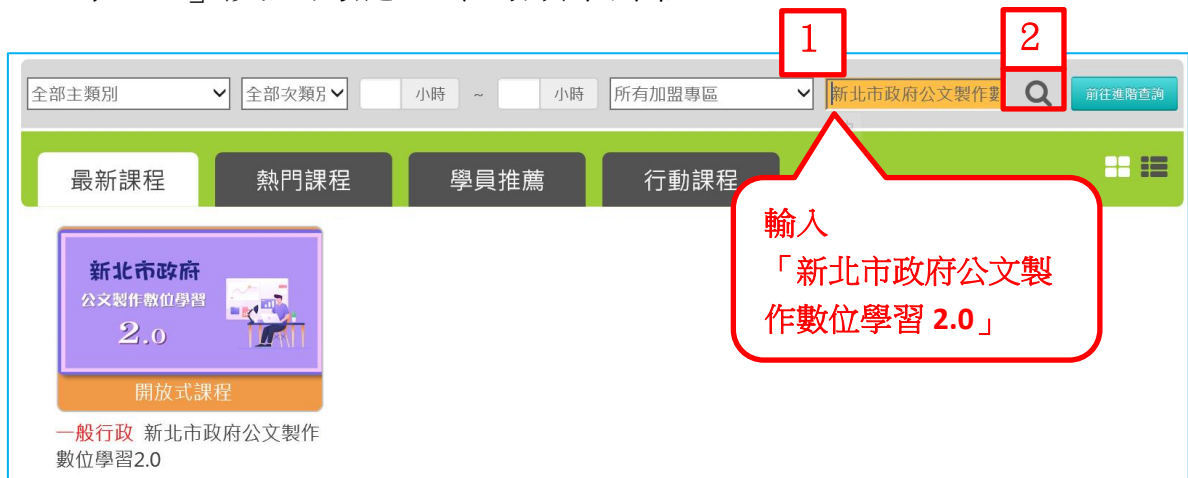 1
2
全部主類別
全部次類別
小時
~
小時
所有加盟專區
新北市政府公文製作數
前往進階查詢
最新課程
熱門課程
學員推薦
行動課程
輸入
「新北市政府公文製
作數位學習 2.0」
新北市政府
公文製作數位學習
2.0
開放式課程
一般行政 新北市政府公文製作
數位學習2.0